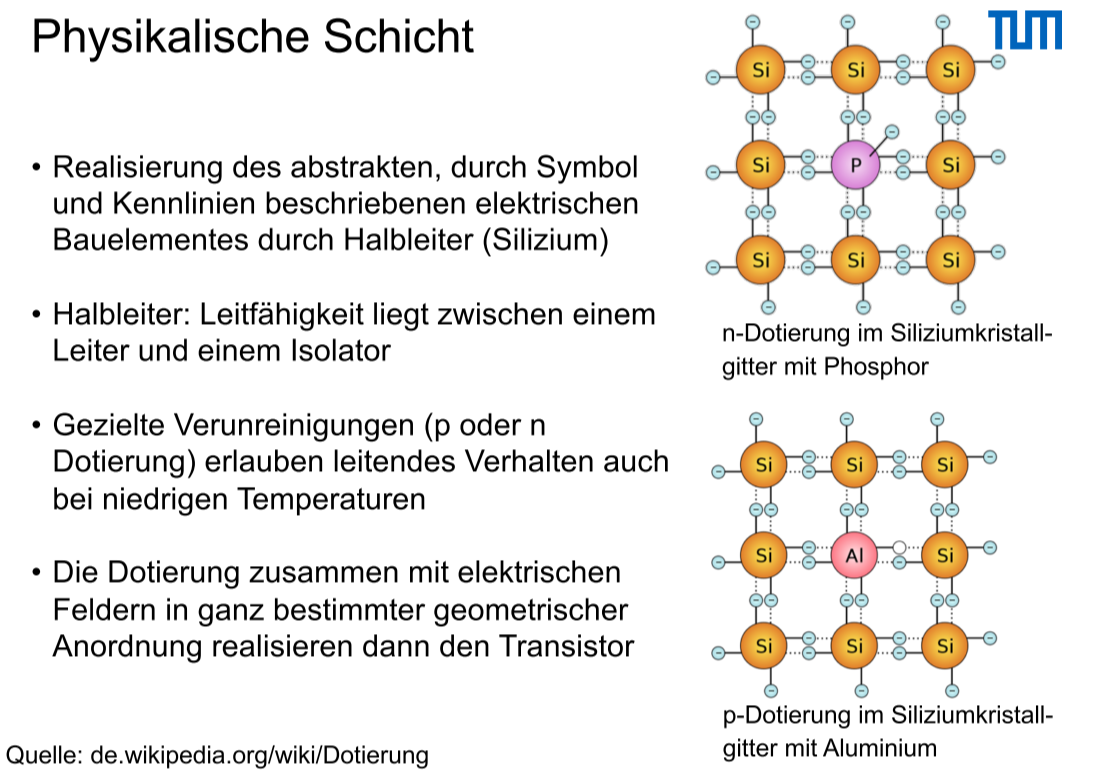 Physikalische Schicht
TUM
• Realisierung des abstrakten, durch Symbol
und Kennlinien beschriebenen elektrischen
Bauelementes durch Halbleiter (Silizium)
• Halbleiter: Leitfähigkeit liegt zwischen einem
Leiter und einem Isolator
• Gezielte Verunreinigungen (p oder n
Dotierung) erlauben leitendes Verhalten auch
bei niedrigen Temperaturen
• Die Dotierung zusammen mit elektrischen
Feldern in ganz bestimmter geometrischer
Anordnung realisieren dann den Transistor
Quelle: de.wikipedia.org/wiki/Dotierung
Si Si Si
Si P Si
Si Si Si
n-Dotierung im Siliziumkristall-
gitter mit Phosphor
Si Si Si
Si Al Si
Si Si Si
p-Dotierung im Siliziumkristall-
gitter mit Aluminium